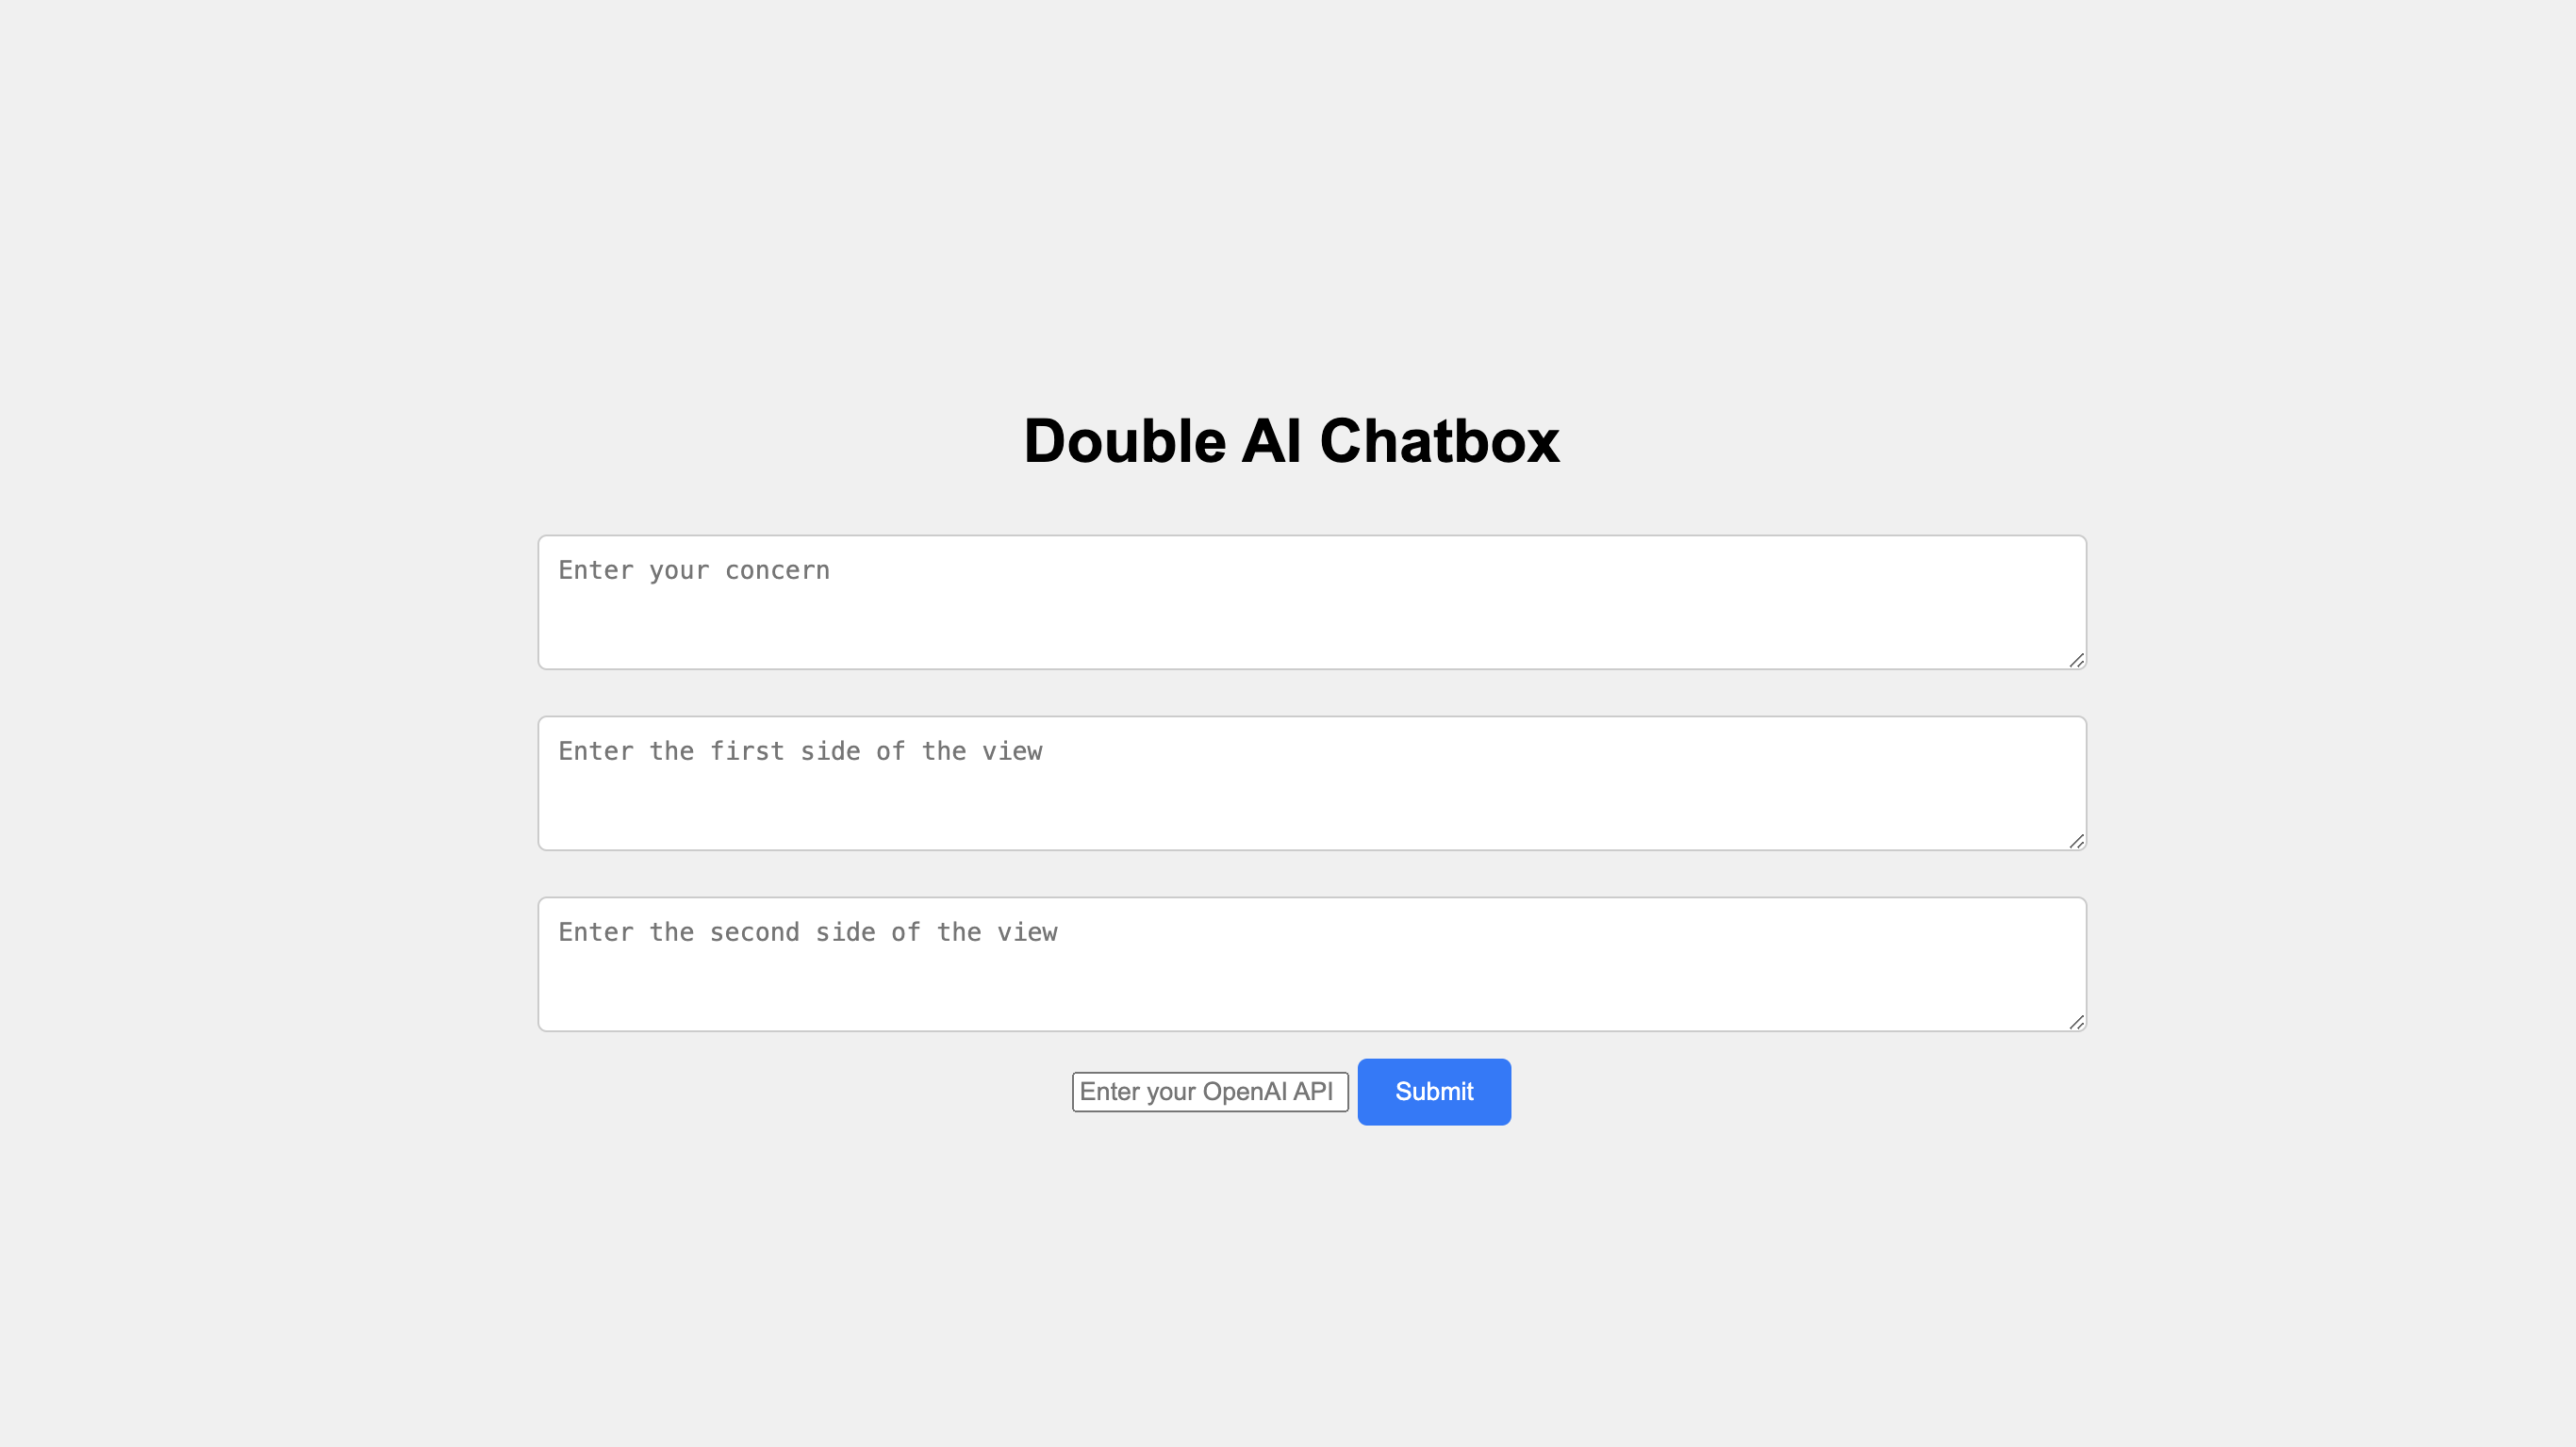 Double AI Chatbox
Enter your concern
Enter the first side of the view
Enter the second side of the view
Enter your OpenAI API
Submit